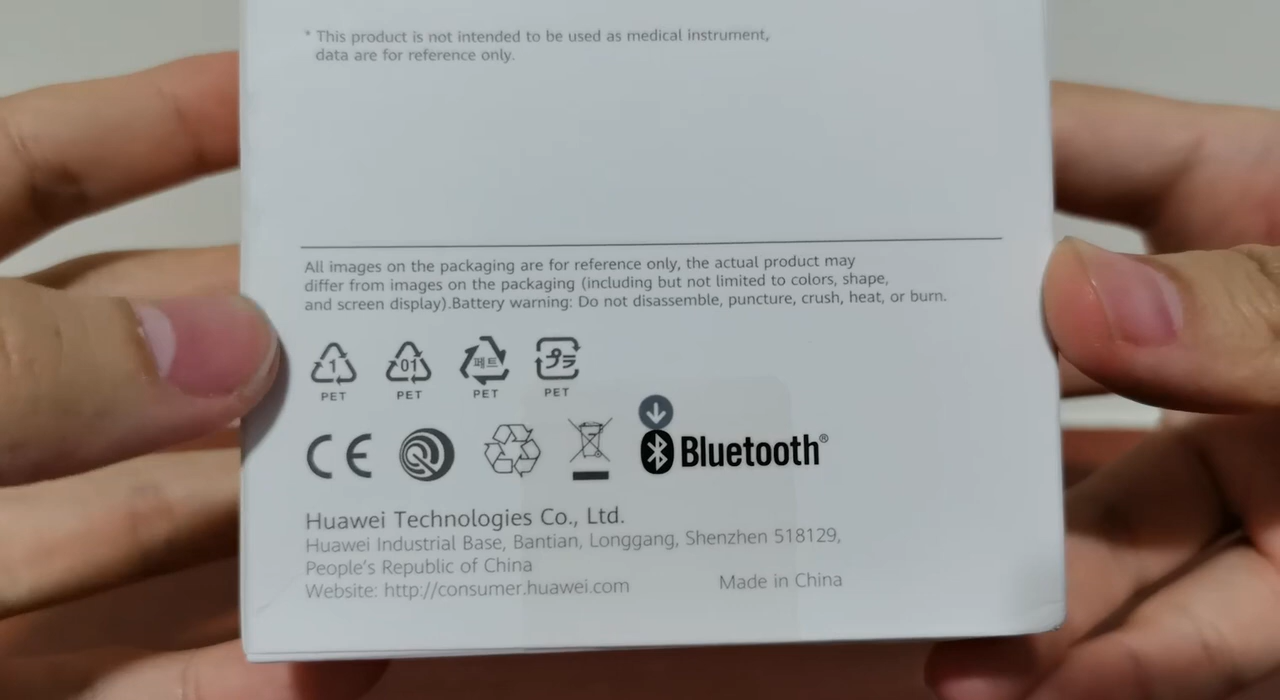 * This product is not intended to be used as medical instrument,
data are for reference only.
All images on the packaging are for reference only, the actual product may
differ from images on the packaging (including but not limited to colors, shape,
and screen display).Battery warning: Do not disassemble, puncture, crush, heat, or burn.
1 01 페트 プラ
PET PET PET PET
CE Bluetooth®
Huawei Technologies Co., Ltd.
Huawei Industrial Base, Bantian, Longgang, Shenzhen 518129,
People's Republic of China
Website: http://consumer.huawei.com Made in China